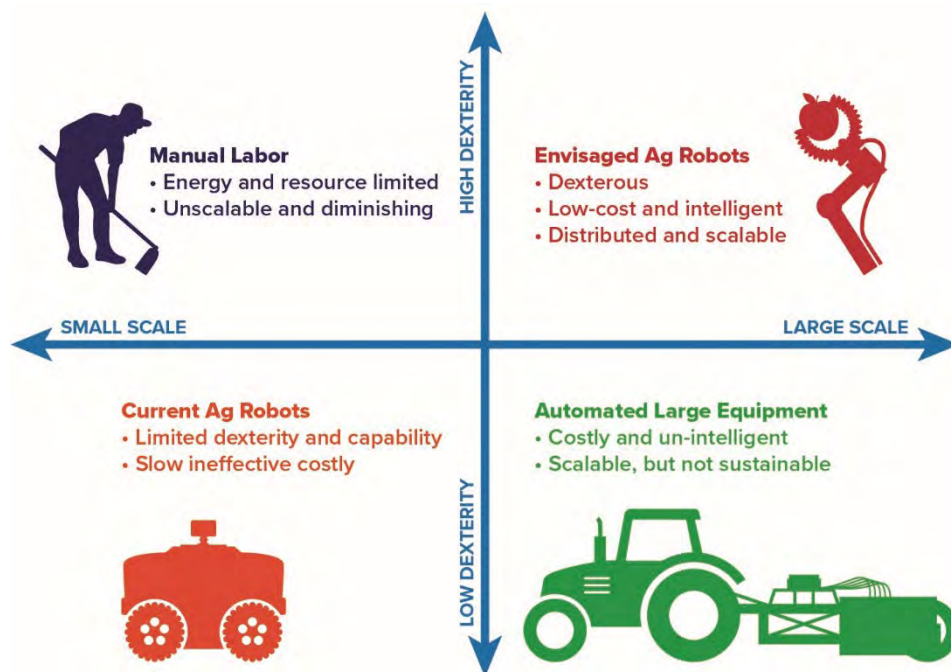 HIGH DEXTERITY
Manual Labor
• Energy and resource limited
• Unscalable and diminishing
Envisaged Ag Robots
• Dexterous
• Low-cost and intelligent
• Distributed and scalable
SMALL SCALE
LARGE SCALE
Current Ag Robots
• Limited dexterity and capability
• Slow ineffective costly
Automated Large Equipment
• Costly and un-intelligent
• Scalable, but not sustainable
LOW DEXTERITY